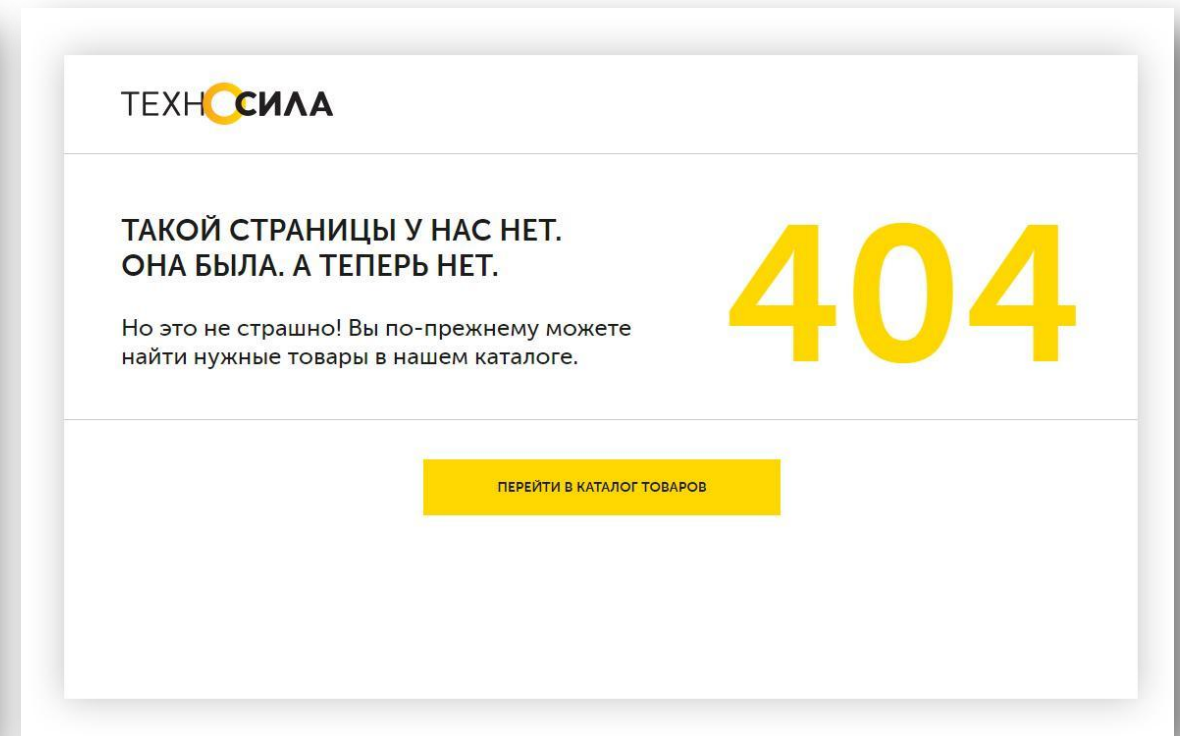 ТЕХНОСИЛА
ТАКОЙ СТРАНИЦЫ У НАС НЕТ.
ОНА БЫЛА. А ТЕПЕРЬ НЕТ.
404
Но это не страшно! Вы по-прежнему можете
найти нужные товары в нашем каталоге.
ПЕРЕЙТИ В КАТАЛОГ ТОВАРОВ